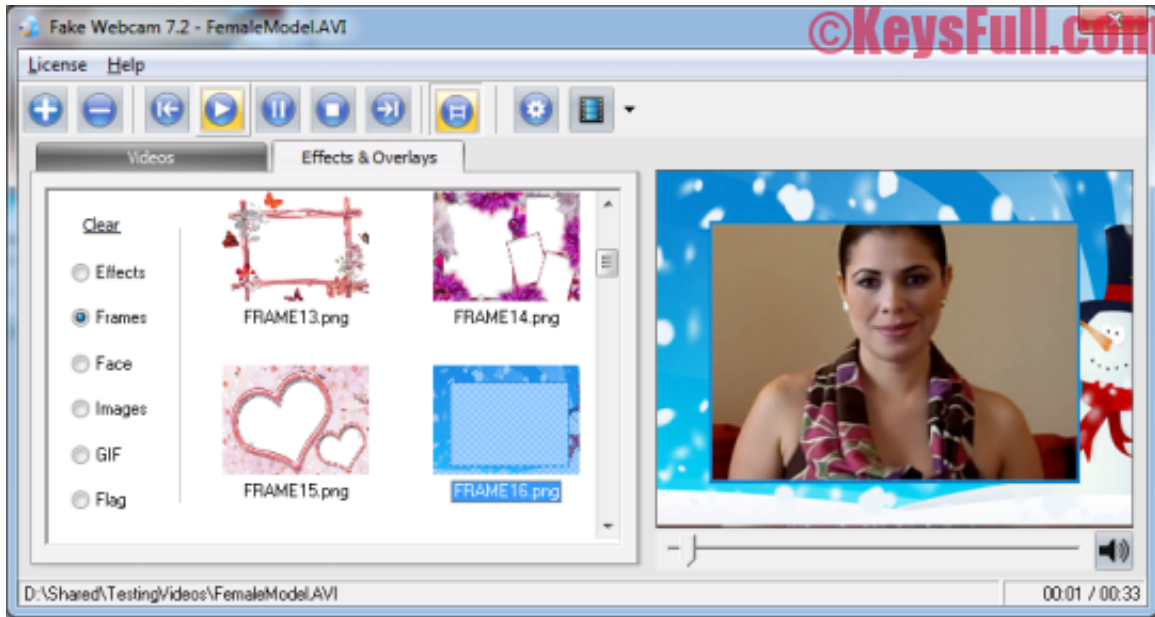 Fake Webcam 7.2 - FemaleModel.AVI
©KeysFull.com
License Help
Videos
Effects & Overlays
Clear
Effects
Frames
Face
Images
GIF
Flag
FRAME13.png
FRAME14.png
FRAME15.png
FRAME16.png
D:\Shared\TestingVideos\FemaleModel.AVI
00:01 / 00:33